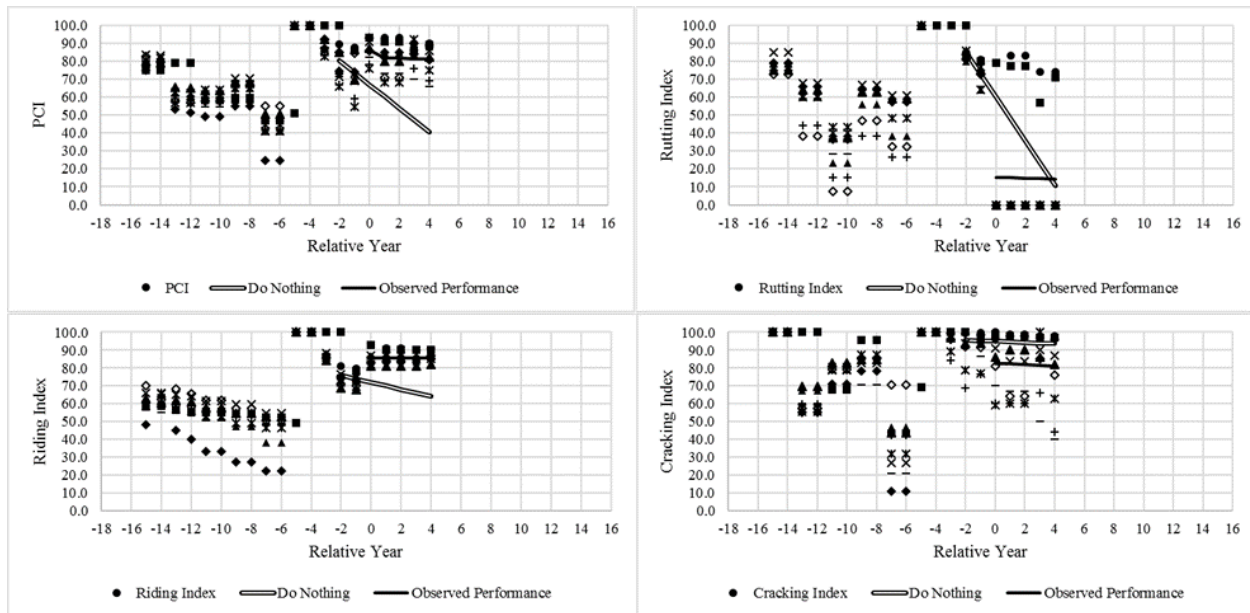 PCI
100.0
90.0
80.0
70.0
60.0
50.0
40.0
30.0
20.0
10.0
0.0
-18 -16 -14 -12 -10 -8 -6 -4 -2 0 2 4 6 8 10 12 14 16
Relative Year
PCI Do Nothing Observed Performance
Rutting Index
100.0
90.0
80.0
70.0
60.0
50.0
40.0
30.0
20.0
10.0
0.0
-18 -16 -14 -12 -10 -8 -6 -4 -2 0 2 4 6 8 10 12 14 16
Relative Year
Rutting Index Do Nothing Observed Performance
Riding Index
100.0
90.0
80.0
70.0
60.0
50.0
40.0
30.0
20.0
10.0
0.0
-18 -16 -14 -12 -10 -8 -6 -4 -2 0 2 4 6 8 10 12 14 16
Relative Year
Riding Index Do Nothing Observed Performance
Cracking Index
100.0
90.0
80.0
70.0
60.0
50.0
40.0
30.0
20.0
10.0
0.0
-18 -16 -14 -12 -10 -8 -6 -4 -2 0 2 4 6 8 10 12 14 16
Relative Year
Cracking Index Do Nothing Observed Performance